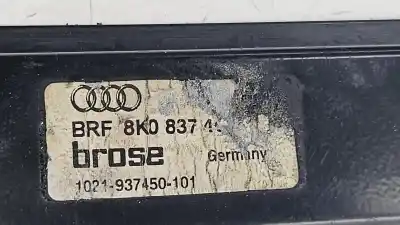 BRF 8K0 837
brose Germany
1021-937450-101